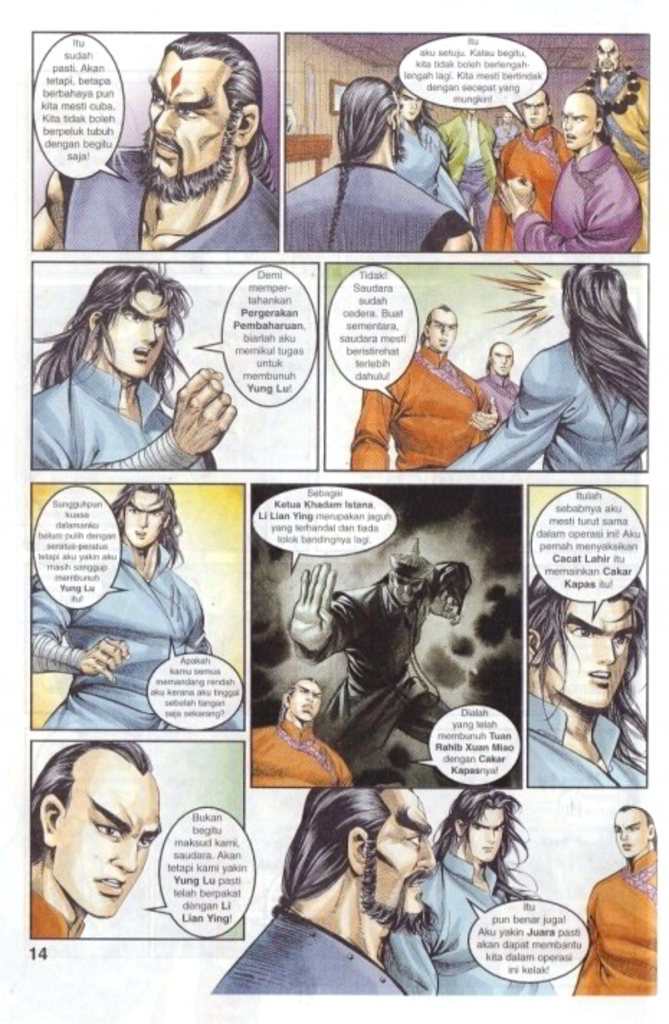 Itu
sudah
pasti. Akan
tetapi, betapa
berbahaya pun
kita mesti cuba.
Kita tidak boleh
berpeluk tubuh
dengan begitu
saja!
Itu
aku setuju. Kalau begitu,
kita tidak boleh berlengah-
lengah lagi. Kita mesti bertindak
dengan secepat yang
mungkin!
Demi
memper-
tahankan
Pergerakan
Pembaharuan,
biarlah aku
memikul tugas
untuk
membunuh
Yung Lu!
Tidak!
Saudara
sudah
cedera. Buat
sementara,
saudara mesti
beristirehat
terlebih
dahulu!
Sungguhpun
kuasa
dalamanku
belum pulih dengan
seratus-peratus
tetapi aku yakin aku
masih sanggup
membunuh
Yung Lu
itu!
Apakah
kamu semua
memandang rendah
aku kerana aku tinggal
sebelah tangan
saja sekarang?
Sebagai
Ketua Khadam Istana,
Li Lian Ying merupakan jaguh
yang terhandal dan tiada
tolok bandingnya lagi.
Dialah
yang telah
membunuh Tuan
Rahib Xuan Miao
dengan Cakar
Kapasnya!
Itulah
sebabnya aku
mesti turut sama
dalam operasi ini! Aku
pernah menyaksikan
Cacat Lahir itu
memainkan Cakar
Kapas itu!
Bukan
begitu
maksud kami,
saudara. Akan
tetapi kami yakin
Yung Lu pasti
telah berpakat
dengan Li
Lian Ying!
Itu
pun benar juga!
Aku yakin Juara pasti
akan dapat membantu
kita dalam operasi
ini kelak!
14